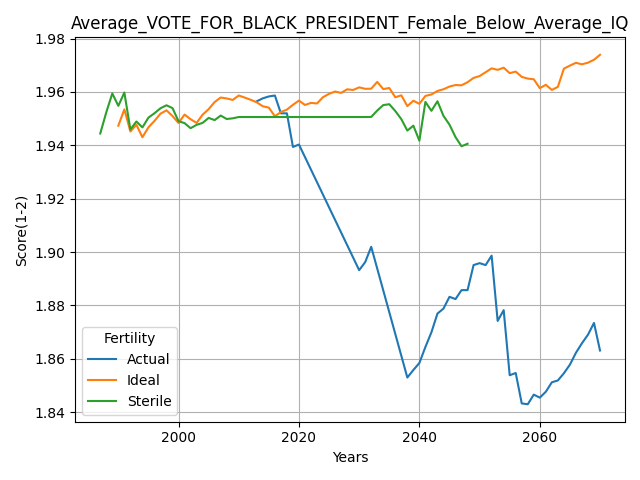 Average_VOTE_FOR_BLACK_PRESIDENT_Female_Below_Average_IQ
1.98
1.96
1.94
1.92
1.90
1.88
1.86
1.84
Score(1-2)
Fertility
Actual
Ideal
Sterile
2000
2020
2040
2060
Years